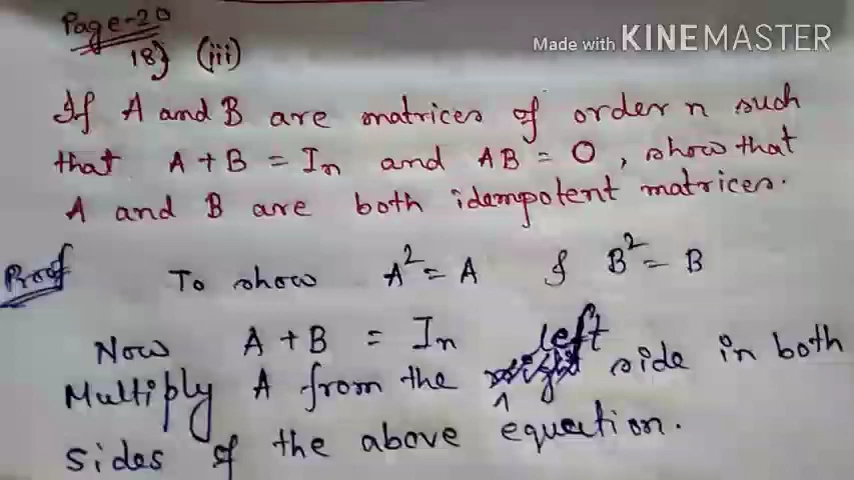 Page-20
18) (iii)
Made with KINEMASTER
If A and B are matrices of order n such
that A + B = In and AB = O, show that
A and B are both idempotent matrices.
Proof To show A² = A & B² = B
Now A + B = In
Multiply A from the left side in both
sides of the above equation.